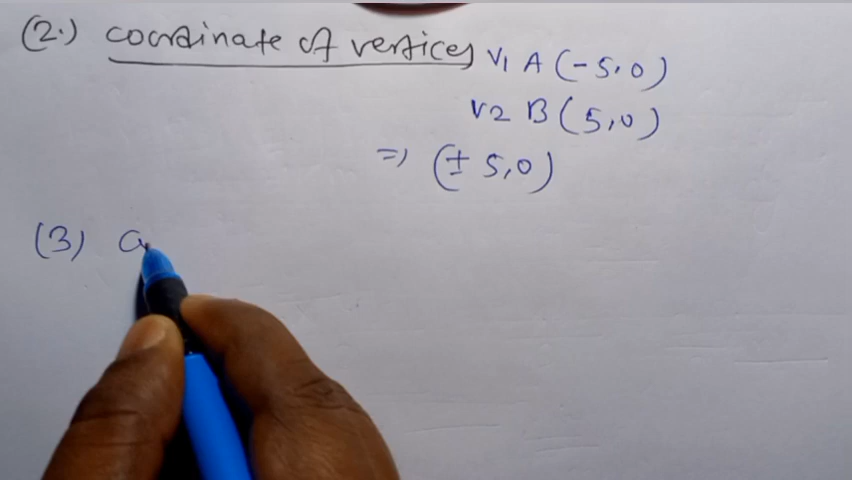 (2.) coordinate of vertices V1 A (-5,0)
V2 B (5,0)
=> (± 5,0)
(3)